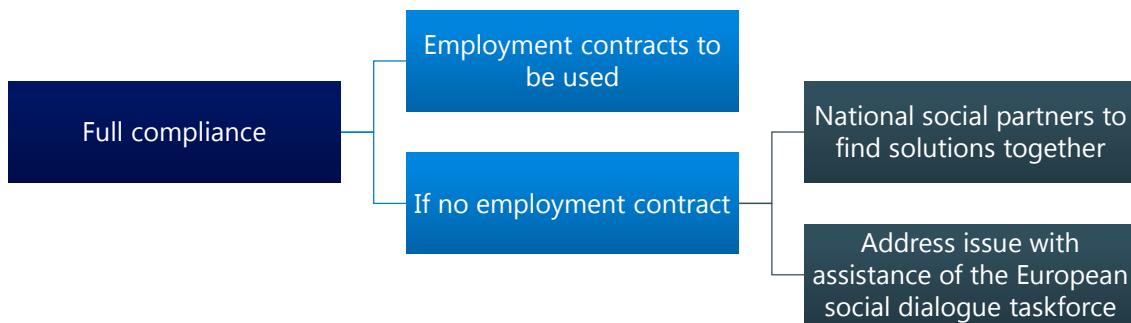 Full compliance
Employment contracts to
be used
If no employment contract
National social partners to
find solutions together
Address issue with
assistance of the European
social dialogue taskforce